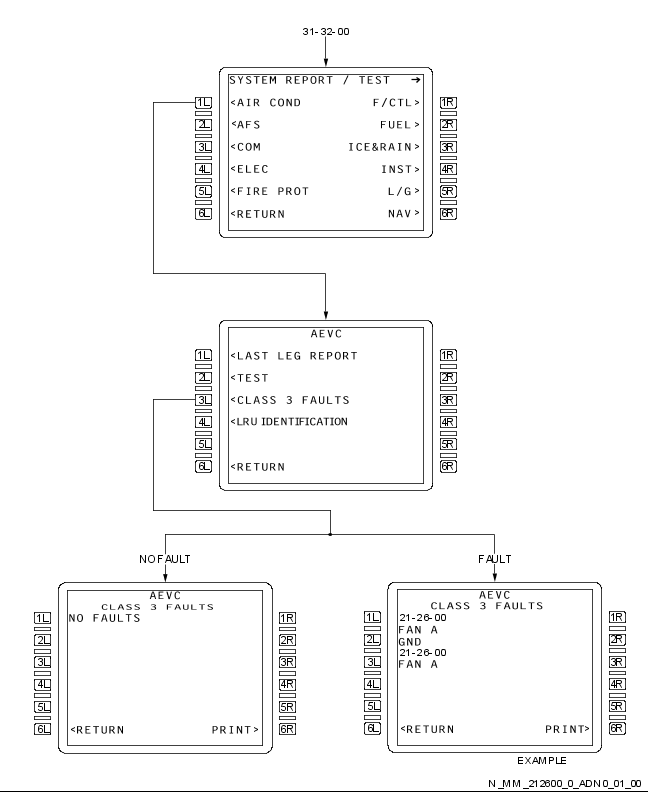 31-32-00
SYSTEM REPORT / TEST →
1L <AIR COND F/CTL> 1R
2L <AFS FUEL> 2R
3L <COM ICE&RAIN> 3R
4L <ELEC INST> 4R
5L <FIRE PROT L/G> 5R
6L <RETURN NAV> 6R
AEVC
1L <LAST LEG REPORT 1R
2L <TEST 2R
3L <CLASS 3 FAULTS 3R
4L <LRU IDENTIFICATION 4R
5L 5R
6L <RETURN 6R
NO FAULT
AEVC
CLASS 3 FAULTS
1L NO FAULTS 1R
2L 2R
3L 3R
4L 4R
5L 5R
6L <RETURN PRINT> 6R
FAULT
AEVC
CLASS 3 FAULTS
1L 21-26-00 1R
FAN A
2L GND 2R
21-26-00
3L FAN A 3R
4L 4R
5L 5R
6L <RETURN PRINT> 6R
EXAMPLE
N_MM_212600_0_ADN0_01_00